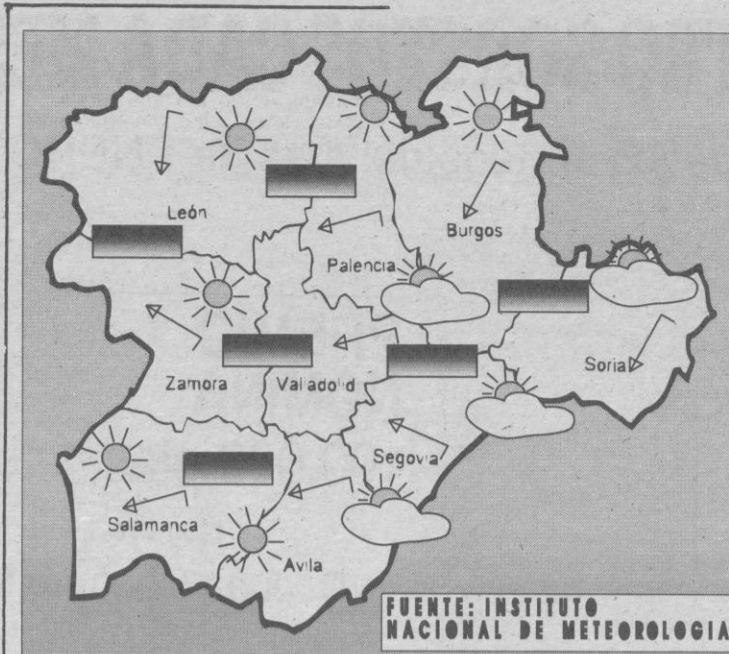 León
Burgos
Palencia
Soria
Zamora
Valladolid
Segovia
Salamanca
Avila
FUENTE: INSTITUTO
NACIONAL DE METEOROLOGIA